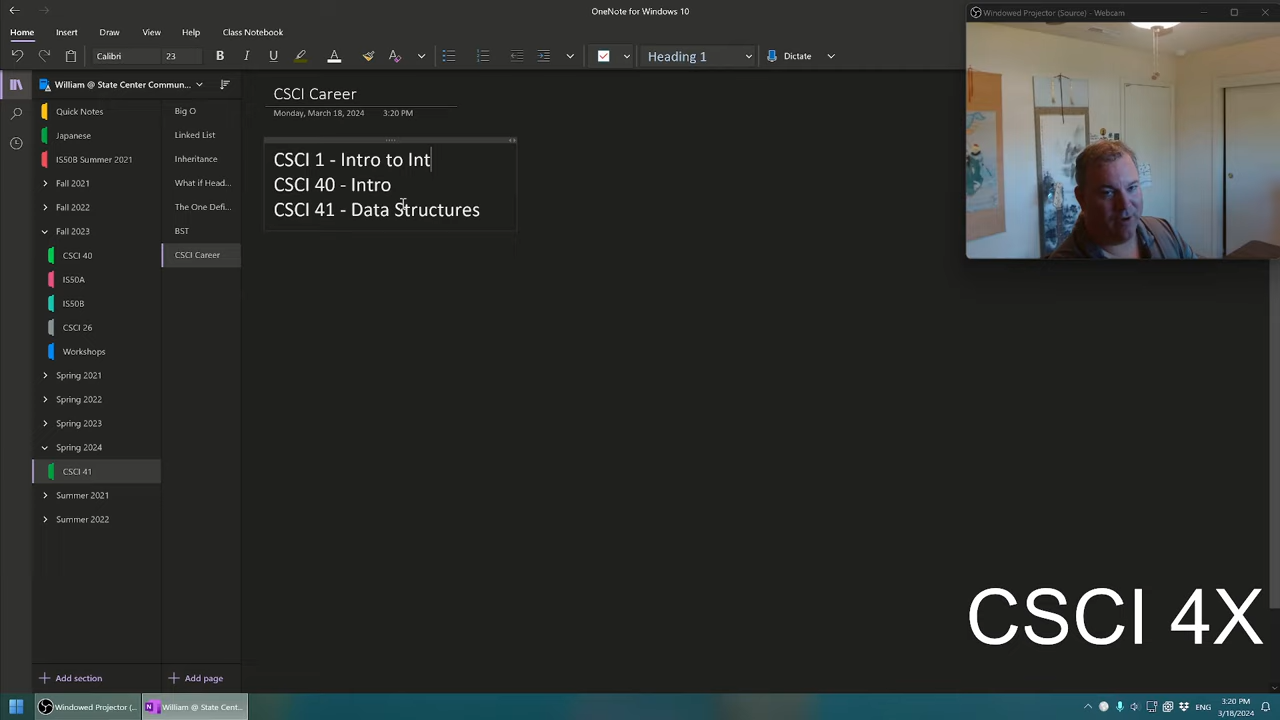 OneNote for Windows 10
Windowed Projector (Source) - Webcam
Home
Insert
Draw
View
Help
Class Notebook
Calibri
23
B
I
U
A
Heading 1
Dictate
William @ State Center Commun...
Quick Notes
Japanese
IS50B Summer 2021
Fall 2021
Fall 2022
Fall 2023
CSCI 40
IS50A
IS50B
CSCI 26
Workshops
Spring 2021
Spring 2022
Spring 2023
Spring 2024
CSCI 41
Summer 2021
Summer 2022
Add section
Big O
Linked List
Inheritance
What if Head...
The One Defi...
BST
CSCI Career
Add page
CSCI Career
Monday, March 18, 2024 3:20 PM
CSCI 1 - Intro to Int
CSCI 40 - Intro
CSCI 41 - Data Structures
CSCI 4X
Windowed Projector (...
William @ State Cent...
ENG
3:20 PM
3/18/2024